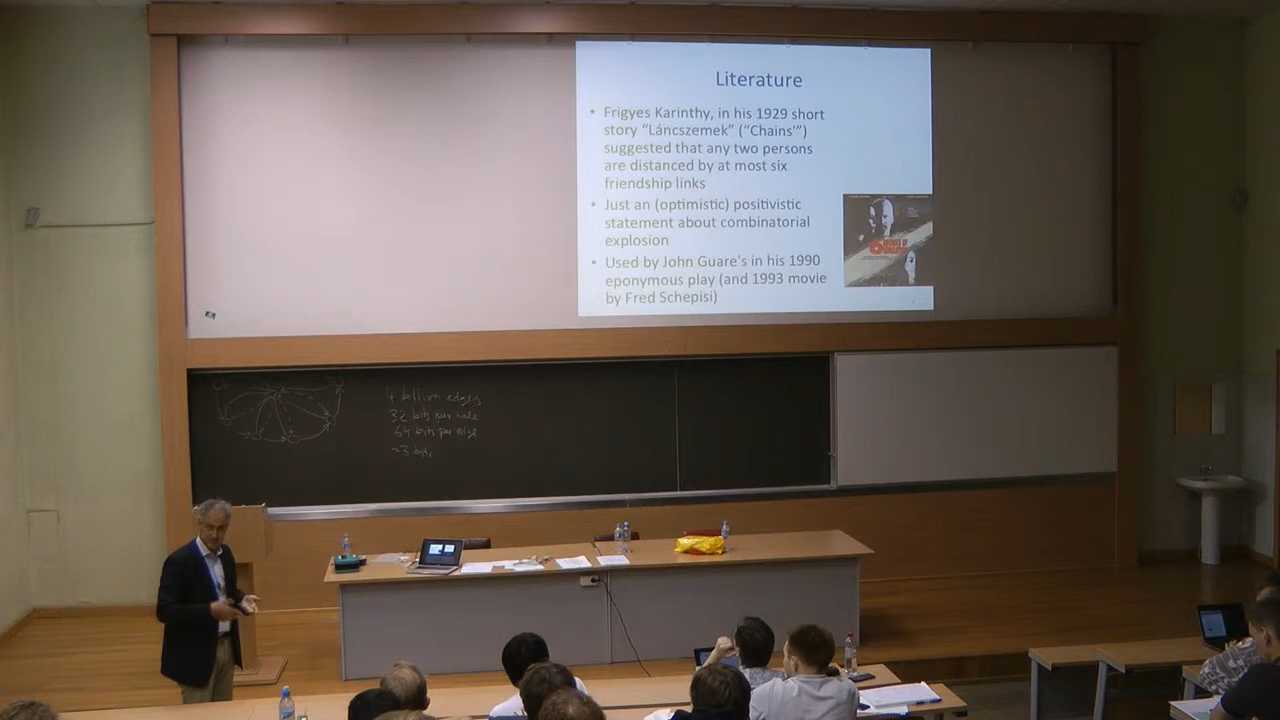 Literature
• Frigyes Karinthy, in his 1929 short
story “Láncszemek” (“Chains'”)
suggested that any two persons
are distanced by at most six
friendship links
• Just an (optimistic) positivistic
statement about combinatorial
explosion
• Used by John Guare's in his 1990
eponymous play (and 1993 movie
by Fred Schepisi)
4 billion edges
32 bits per node
64 bits per edge